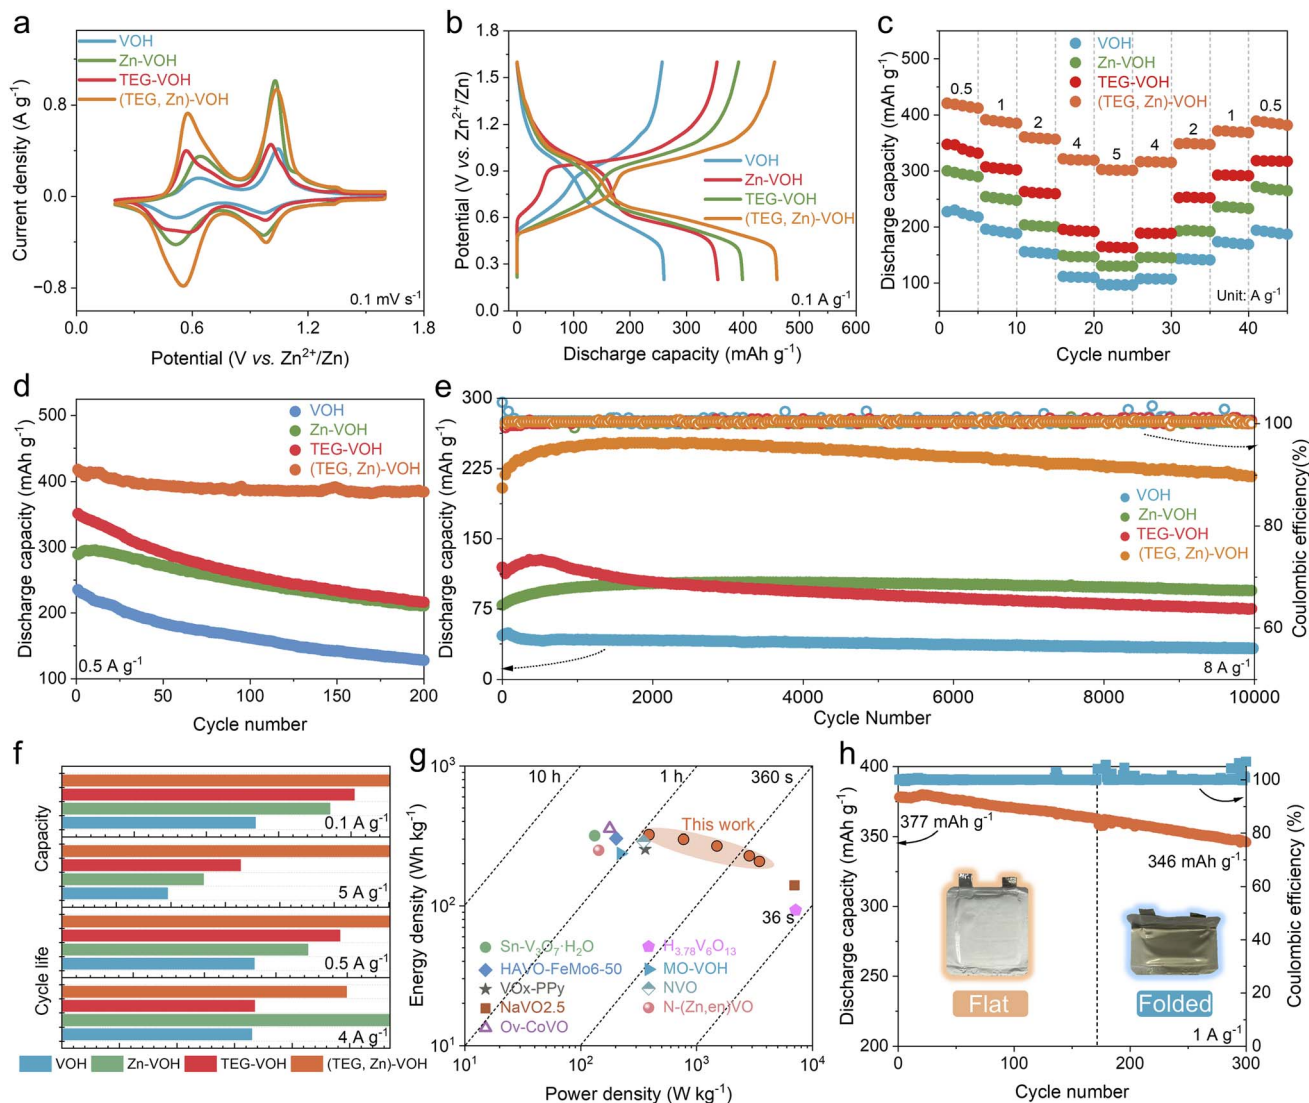 a
VOH
Zn-VOH
TEG-VOH
(TEG, Zn)-VOH
Current density (A g⁻¹)
0.8
0.0
−0.8
0.1 mV s⁻¹
0.0 0.6 1.2 1.8
Potential (V vs. Zn²⁺/Zn)
b
Potential (V vs. Zn²⁺/Zn)
1.8
1.5
1.2
0.9
0.6
0.3
0.0
VOH
Zn-VOH
TEG-VOH
(TEG, Zn)-VOH
0.1 A g⁻¹
0 100 200 300 400 500 600
Discharge capacity (mAh g⁻¹)
c
Discharge capacity (mAh g⁻¹)
500
400
300
200
100
VOH
Zn-VOH
TEG-VOH
(TEG, Zn)-VOH
0.5 1 2 4 5 4 2 1 0.5
Unit: A g⁻¹
0 10 20 30 40
Cycle number
d
Discharge capacity (mAh g⁻¹)
500
400
300
200
100
VOH
Zn-VOH
TEG-VOH
(TEG, Zn)-VOH
0.5 A g⁻¹
0 50 100 150 200
Cycle number
e
Discharge capacity (mAh g⁻¹)
300
225
150
75
0
VOH
Zn-VOH
TEG-VOH
(TEG, Zn)-VOH
8 A g⁻¹
100
80
60
Coulombic efficiency(%)
0 2000 4000 6000 8000 10000
Cycle Number
f
Capacity
Cycle life
0.1 A g⁻¹
5 A g⁻¹
0.5 A g⁻¹
4 A g⁻¹
VOH Zn-VOH TEG-VOH (TEG, Zn)-VOH
g
Energy density (Wh kg⁻¹)
10³
10²
10¹
10 h 1 h 360 s
This work
36 s
Sn-V₃O₇·H₂O
HAVO-FeMo6-50
VOx-PPy
NaVO2.5
Ov-CoVO
H₃.₇₈V₆O₁₃
MO-VOH
NVO
N-(Zn,en)VO
10¹ 10² 10³ 10⁴
Power density (W kg⁻¹)
h
Discharge capacity (mAh g⁻¹)
400
350
300
250
200
377 mAh g⁻¹
346 mAh g⁻¹
Flat
Folded
1 A g⁻¹
100
80
60
40
20
0
Coulombic efficiency (%)
0 100 200 300
Cycle number